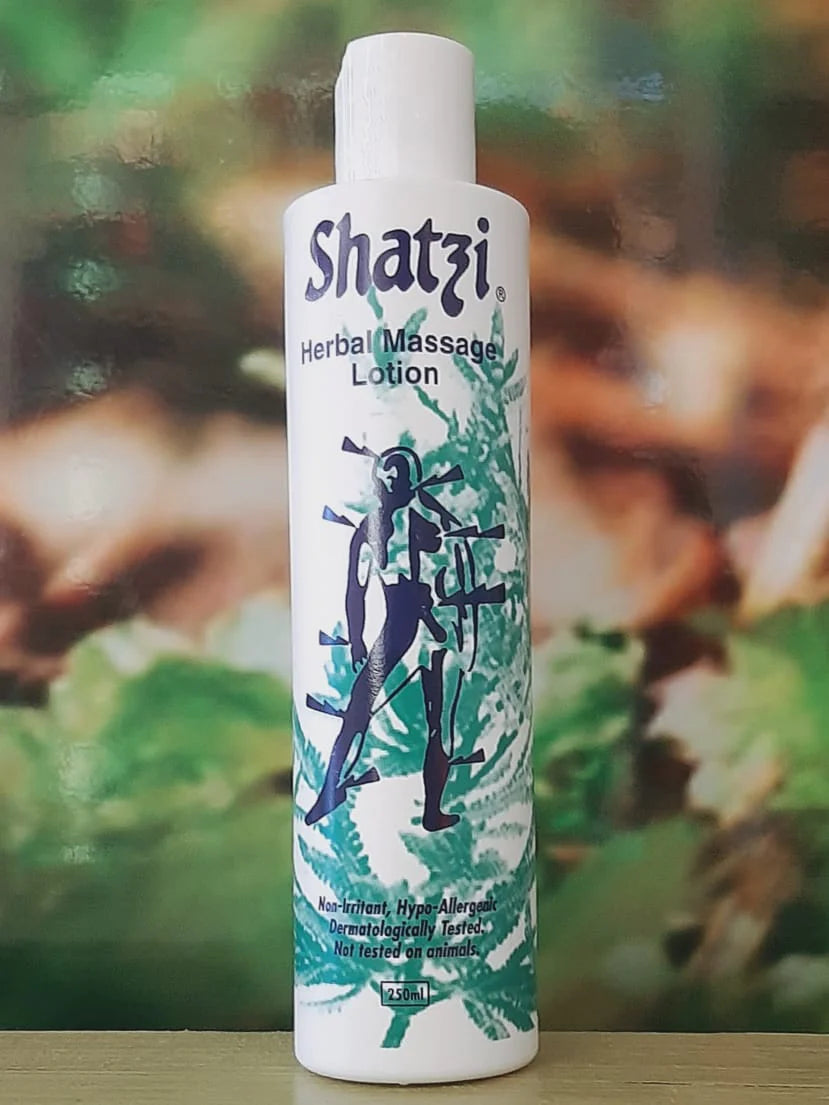 Shatzi®
Herbal Massage
Lotion
Non-Irritant, Hypo-Allergenic
Dermatologically Tested.
Not tested on animals.
250ml